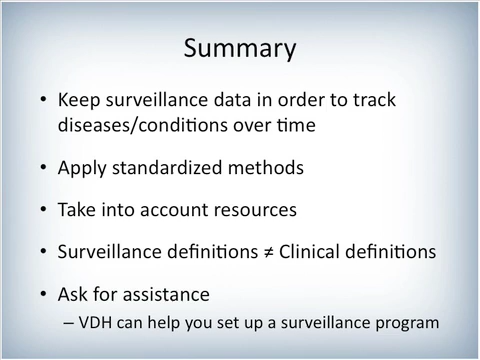 Summary
• Keep surveillance data in order to track
diseases/conditions over time
• Apply standardized methods
• Take into account resources
• Surveillance definitions ≠ Clinical definitions
• Ask for assistance
– VDH can help you set up a surveillance program